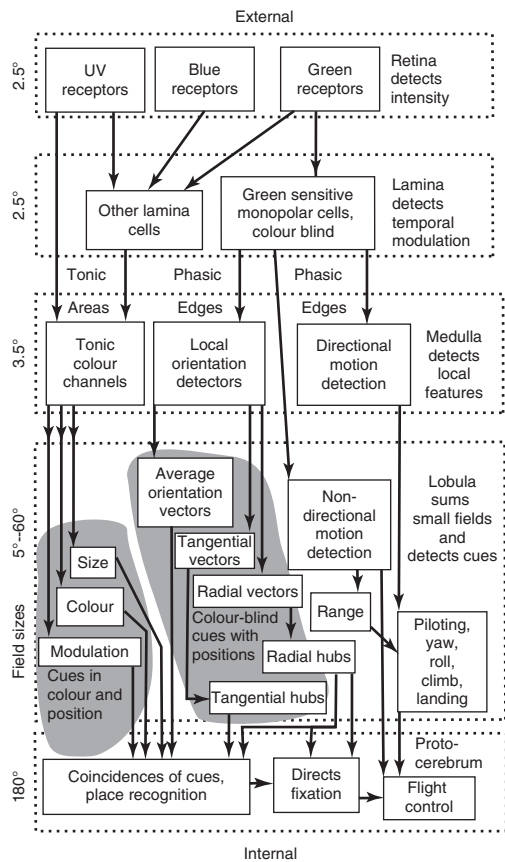 External
2.5°
UV
receptors
Blue
receptors
Green
receptors
Retina
detects
intensity
2.5°
Other lamina
cells
Green sensitive
monopolar cells,
colour blind
Lamina
detects
temporal
modulation
Tonic
Phasic
Phasic
Areas
Edges
Edges
3.5°
Tonic
colour
channels
Local
orientation
detectors
Directional
motion
detection
Medulla
detects
local
features
5°--60°
Field sizes
Average
orientation
vectors
Non-
directional
motion
detection
Lobula
sums
small fields
and
detects cues
Tangential
vectors
Size
Radial vectors
Range
Colour
Colour-blind
cues with
positions
Piloting,
yaw,
roll,
climb,
landing
Modulation
Radial hubs
Cues in
colour and
position
Tangential hubs
180°
Proto-
cerebrum
Coincidences of cues,
place recognition
Directs
fixation
Flight
control
Internal